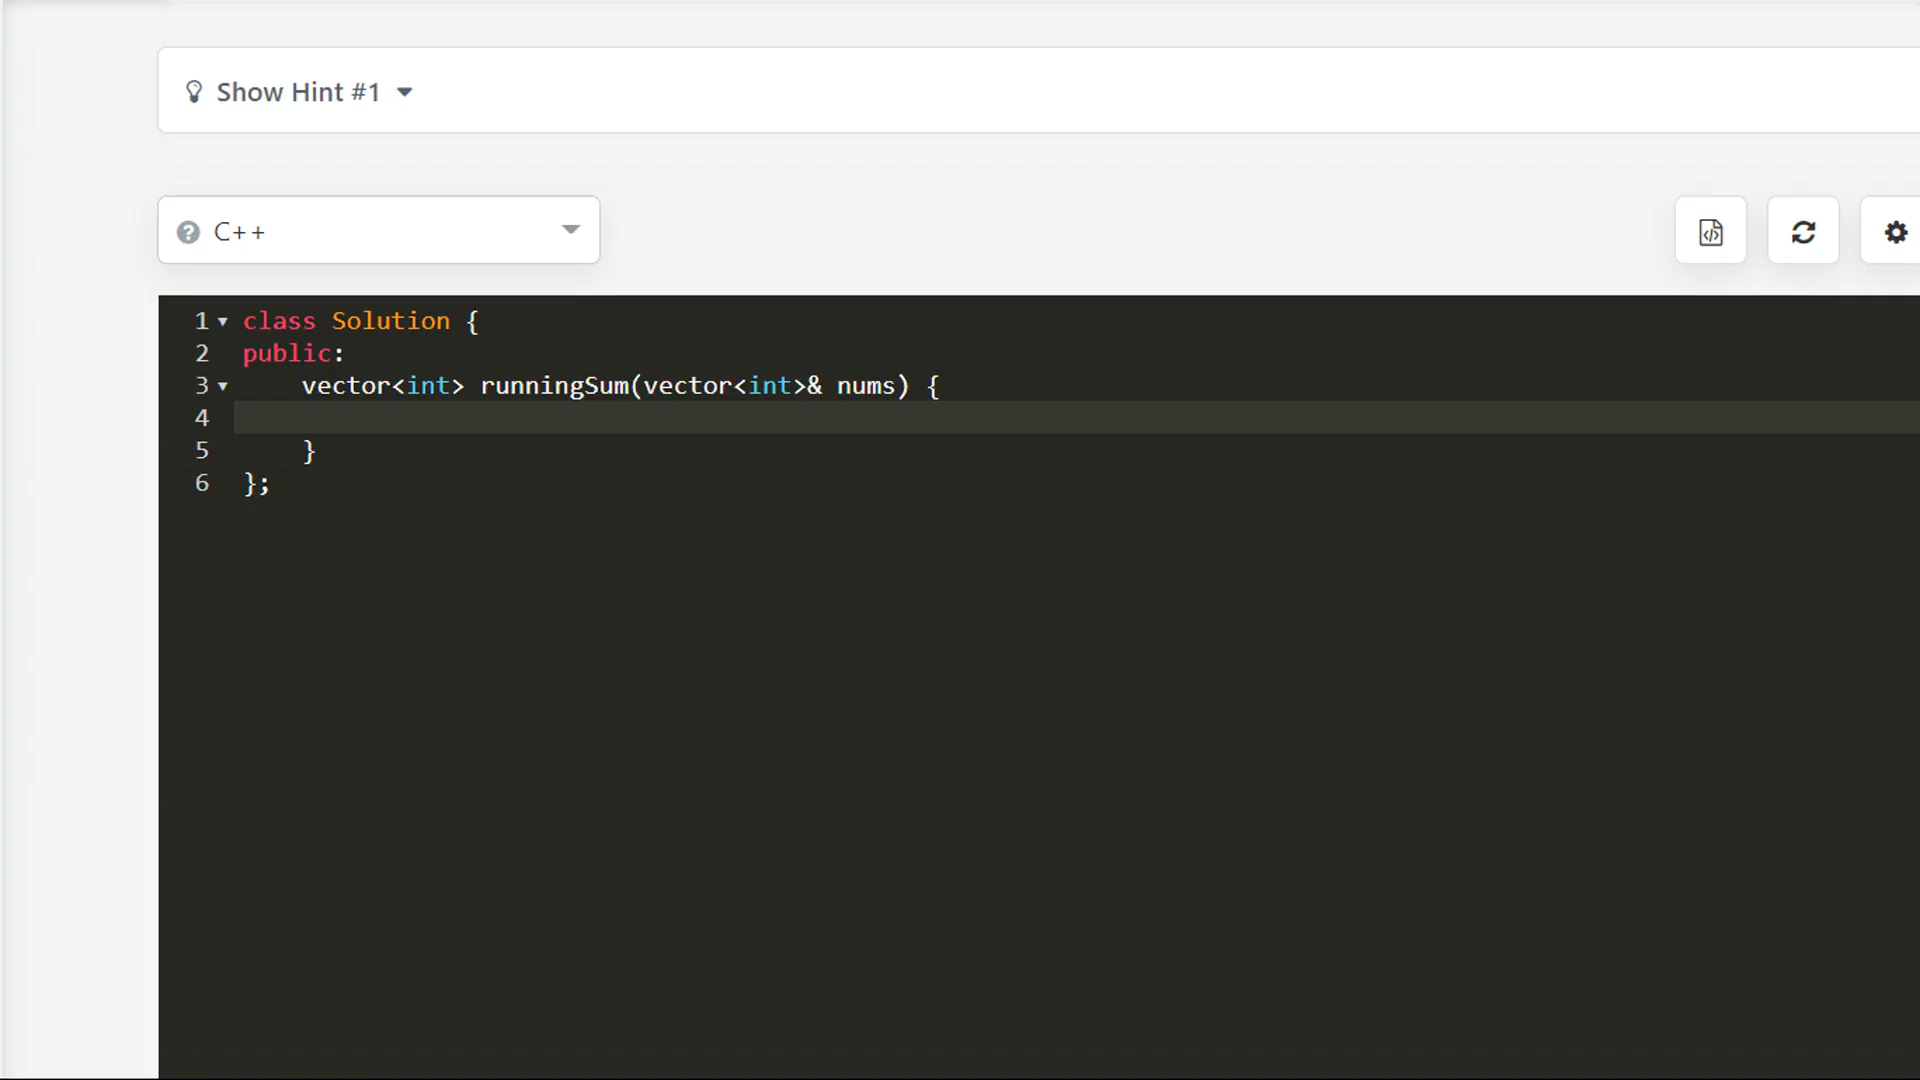 Show Hint #1
C++
1 class Solution {
2 public:
3     vector<int> runningSum(vector<int>& nums) {
4
5     }
6 };